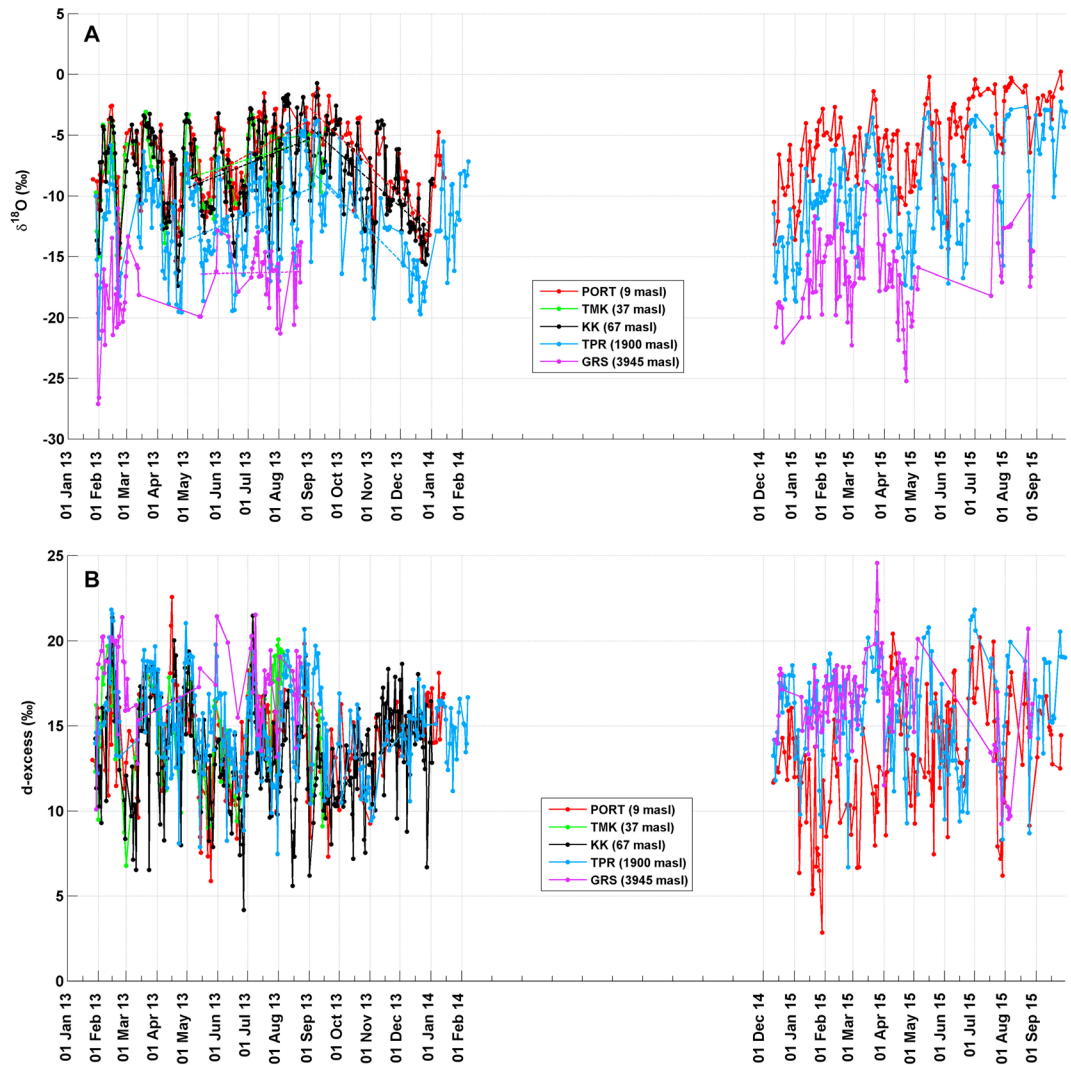 A
5
0
-5
-10
-15
-20
-25
-30
δ¹⁸O (‰)
PORT (9 masl)
TMK (37 masl)
KK (67 masl)
TPR (1900 masl)
GRS (3945 masl)
01 Jan 13
01 Feb 13
01 Mar 13
01 Apr 13
01 May 13
01 Jun 13
01 Jul 13
01 Aug 13
01 Sep 13
01 Oct 13
01 Nov 13
01 Dec 13
01 Jan 14
01 Feb 14
01 Dec 14
01 Jan 15
01 Feb 15
01 Mar 15
01 Apr 15
01 May 15
01 Jun 15
01 Jul 15
01 Aug 15
01 Sep 15
B
25
20
15
10
5
0
d-excess (‰)
PORT (9 masl)
TMK (37 masl)
KK (67 masl)
TPR (1900 masl)
GRS (3945 masl)
01 Jan 13
01 Feb 13
01 Mar 13
01 Apr 13
01 May 13
01 Jun 13
01 Jul 13
01 Aug 13
01 Sep 13
01 Oct 13
01 Nov 13
01 Dec 13
01 Jan 14
01 Feb 14
01 Dec 14
01 Jan 15
01 Feb 15
01 Mar 15
01 Apr 15
01 May 15
01 Jun 15
01 Jul 15
01 Aug 15
01 Sep 15